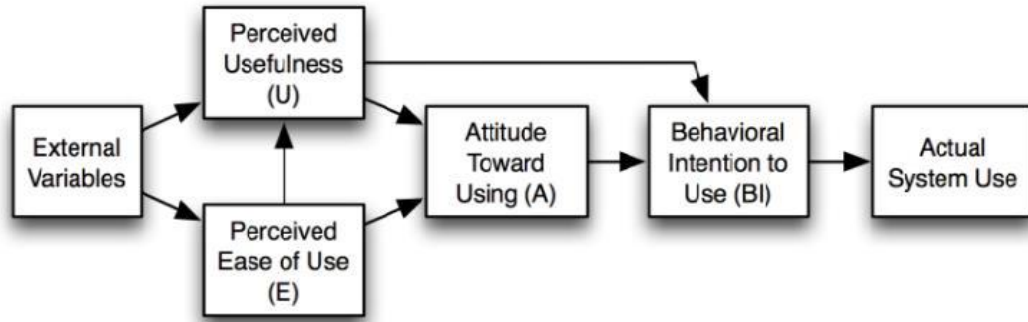 Perceived
Usefulness
(U)
External
Variables
Perceived
Ease of Use
(E)
Attitude
Toward
Using (A)
Behavioral
Intention to
Use (BI)
Actual
System Use